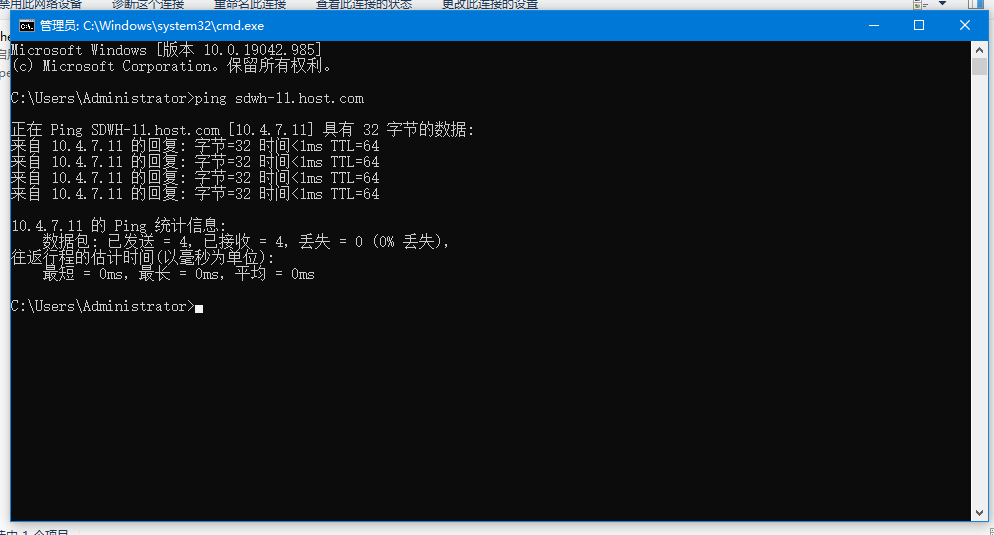 禁用此网络设备 诊断这个连接 重命名此连接 查看此连接的状态 更改此连接的设置
管理员: C:\Windows\system32\cmd.exe
Microsoft Windows [版本 10.0.19042.985]
(c) Microsoft Corporation。保留所有权利。
C:\Users\Administrator>ping sdwh-11.host.com
正在 Ping SDWH-11.host.com [10.4.7.11] 具有 32 字节的数据:
来自 10.4.7.11 的回复: 字节=32 时间<1ms TTL=64
来自 10.4.7.11 的回复: 字节=32 时间<1ms TTL=64
来自 10.4.7.11 的回复: 字节=32 时间<1ms TTL=64
来自 10.4.7.11 的回复: 字节=32 时间<1ms TTL=64
10.4.7.11 的 Ping 统计信息:
数据包: 已发送 = 4，已接收 = 4，丢失 = 0 (0% 丢失)，
往返行程的估计时间(以毫秒为单位):
最短 = 0ms，最长 = 0ms，平均 = 0ms
C:\Users\Administrator>
中 1 个项目